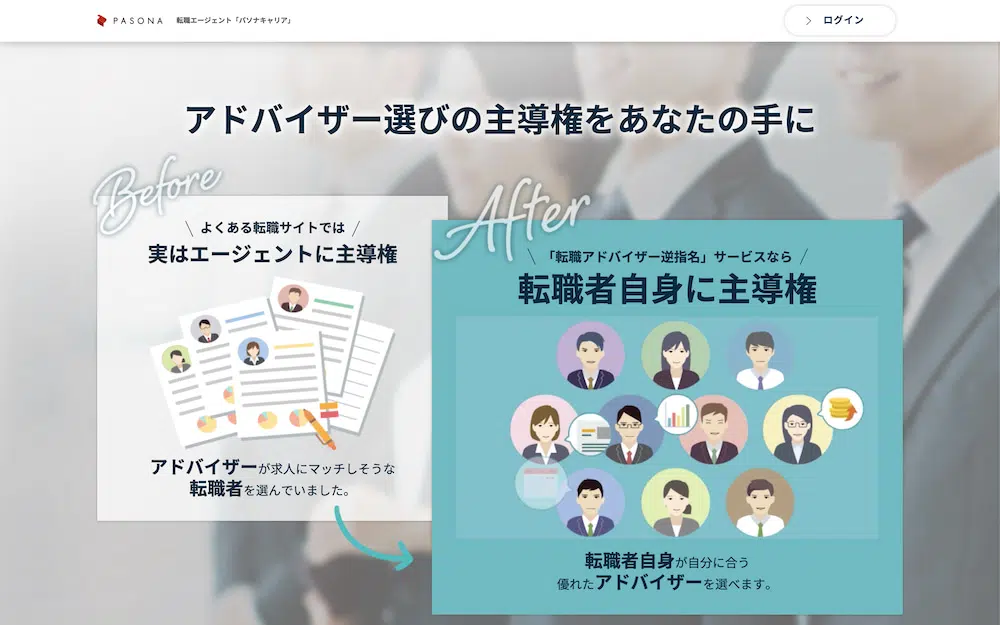 PASONA 転職エージェント「パソナキャリア」
ログイン
アドバイザー選びの主導権をあなたの手に
Before
よくある転職サイトでは
実はエージェントに主導権
アドバイザーが求人にマッチしそうな
転職者を選んでいました。
After
「転職アドバイザー逆指名」サービスなら
転職者自身に主導権
転職者自身が自分に合う
優れたアドバイザーを選べます。